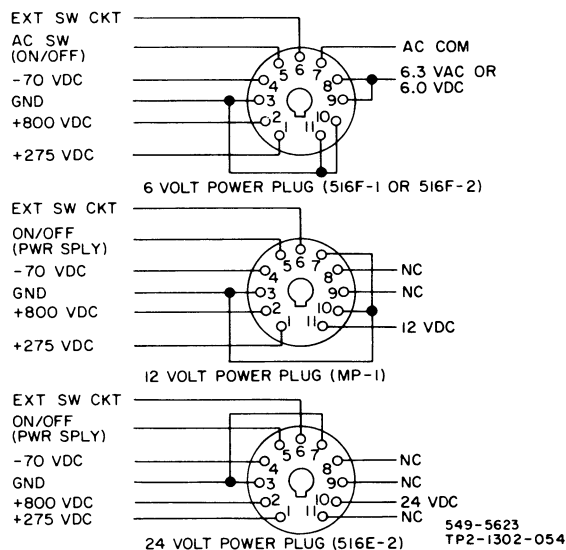 EXT SW CKT
AC SW
(ON/OFF)
AC COM
5 6 7
-70 VDC
4 8
6.3 VAC OR
6.0 VDC
GND
3 9
+800 VDC
2 10
1 11
+275 VDC
6 VOLT POWER PLUG (516F-1 OR 516F-2)
EXT SW CKT
ON/OFF
(PWR SPLY)
5 6 7
-70 VDC
4 8 NC
GND
3 9 NC
+800 VDC
2 10
1 11 12 VDC
+275 VDC
12 VOLT POWER PLUG (MP-1)
EXT SW CKT
ON/OFF
(PWR SPLY)
5 6 7
-70 VDC
4 8 NC
GND
3 9 NC
+800 VDC
2 10 24 VDC
+275 VDC
1 11 NC
24 VOLT POWER PLUG (516E-2)
549-5623
TP2-1302-054